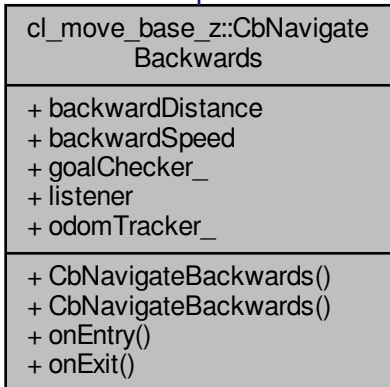 cl_move_base_z::CbNavigate
Backwards
+ backwardDistance
+ backwardSpeed
+ goalChecker_
+ listener
+ odomTracker_
+ CbNavigateBackwards()
+ CbNavigateBackwards()
+ onEntry()
+ onExit()